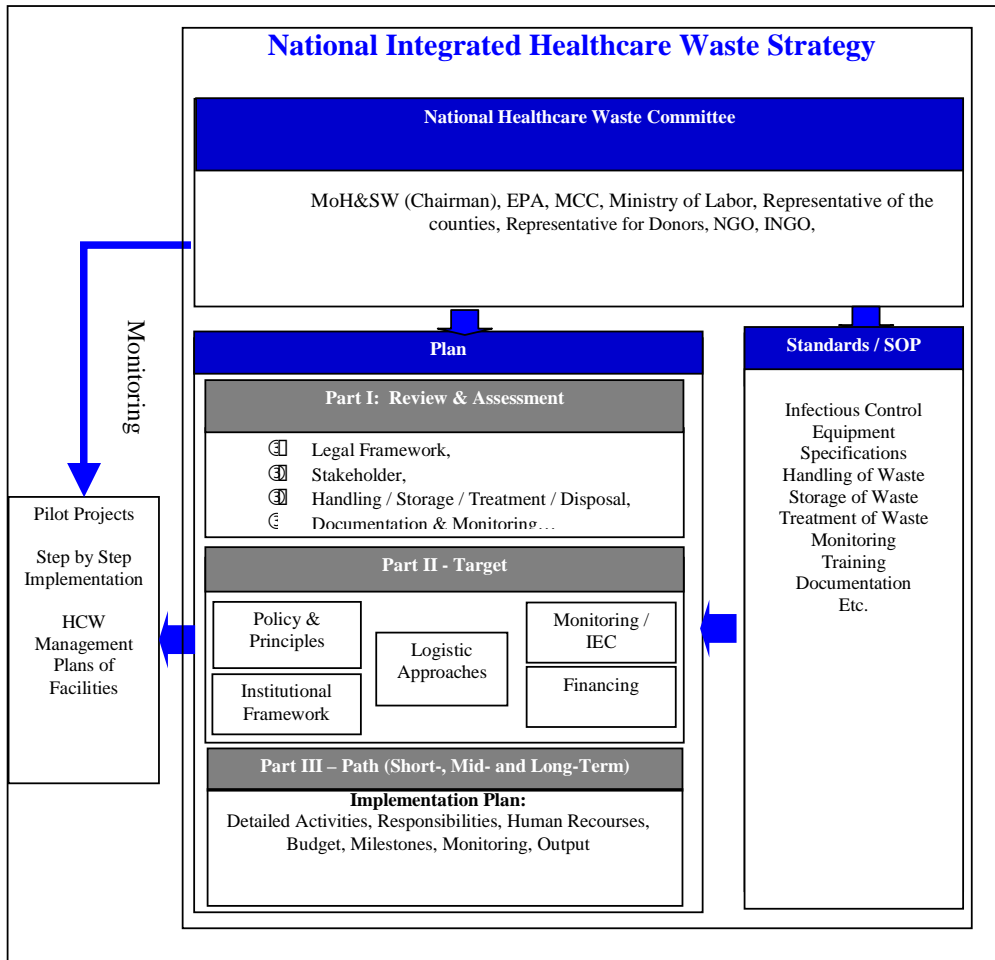 National Integrated Healthcare Waste Strategy
National Healthcare Waste Committee
MoH&SW (Chairman), EPA, MCC, Ministry of Labor, Representative of the
counties, Representative for Donors, NGO, INGO,
Monitoring
Plan
Part I: Review & Assessment
Legal Framework,
Stakeholder,
Handling / Storage / Treatment / Disposal,
Documentation & Monitoring…
Part II - Target
Policy &
Principles
Institutional
Framework
Logistic
Approaches
Monitoring /
IEC
Financing
Part III – Path (Short-, Mid- and Long-Term)
Implementation Plan:
Detailed Activities, Responsibilities, Human Recourses,
Budget, Milestones, Monitoring, Output
Standards / SOP
Infectious Control
Equipment
Specifications
Handling of Waste
Storage of Waste
Treatment of Waste
Monitoring
Training
Documentation
Etc.
Pilot Projects
Step by Step
Implementation
HCW
Management
Plans of
Facilities